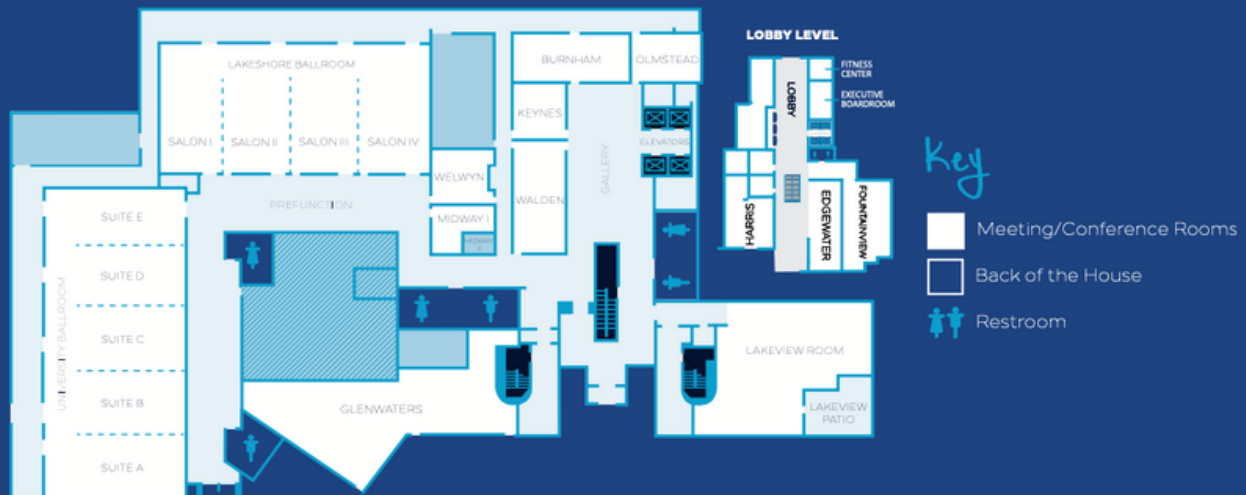 LAKESHORE BALLROOM
SALON I
SALON II
SALON III
SALON IV
BURNHAM
OLMSTEAD
KEYNES
ELEVATORS
GALLERY
WELWYN
WALDEN
MIDWAY I
PREFUNCTION
UNIVERSITY BALLROOM
SUITE E
SUITE D
SUITE C
SUITE B
SUITE A
GLENWATERS
LAKEVIEW ROOM
LAKEVIEW
PATIO
LOBBY LEVEL
LOBBY
FITNESS
CENTER
EXECUTIVE
BOARDROOM
HARRIS
EDGEWATER
FOUNTAINVIEW
Key
Meeting/Conference Rooms
Back of the House
Restroom